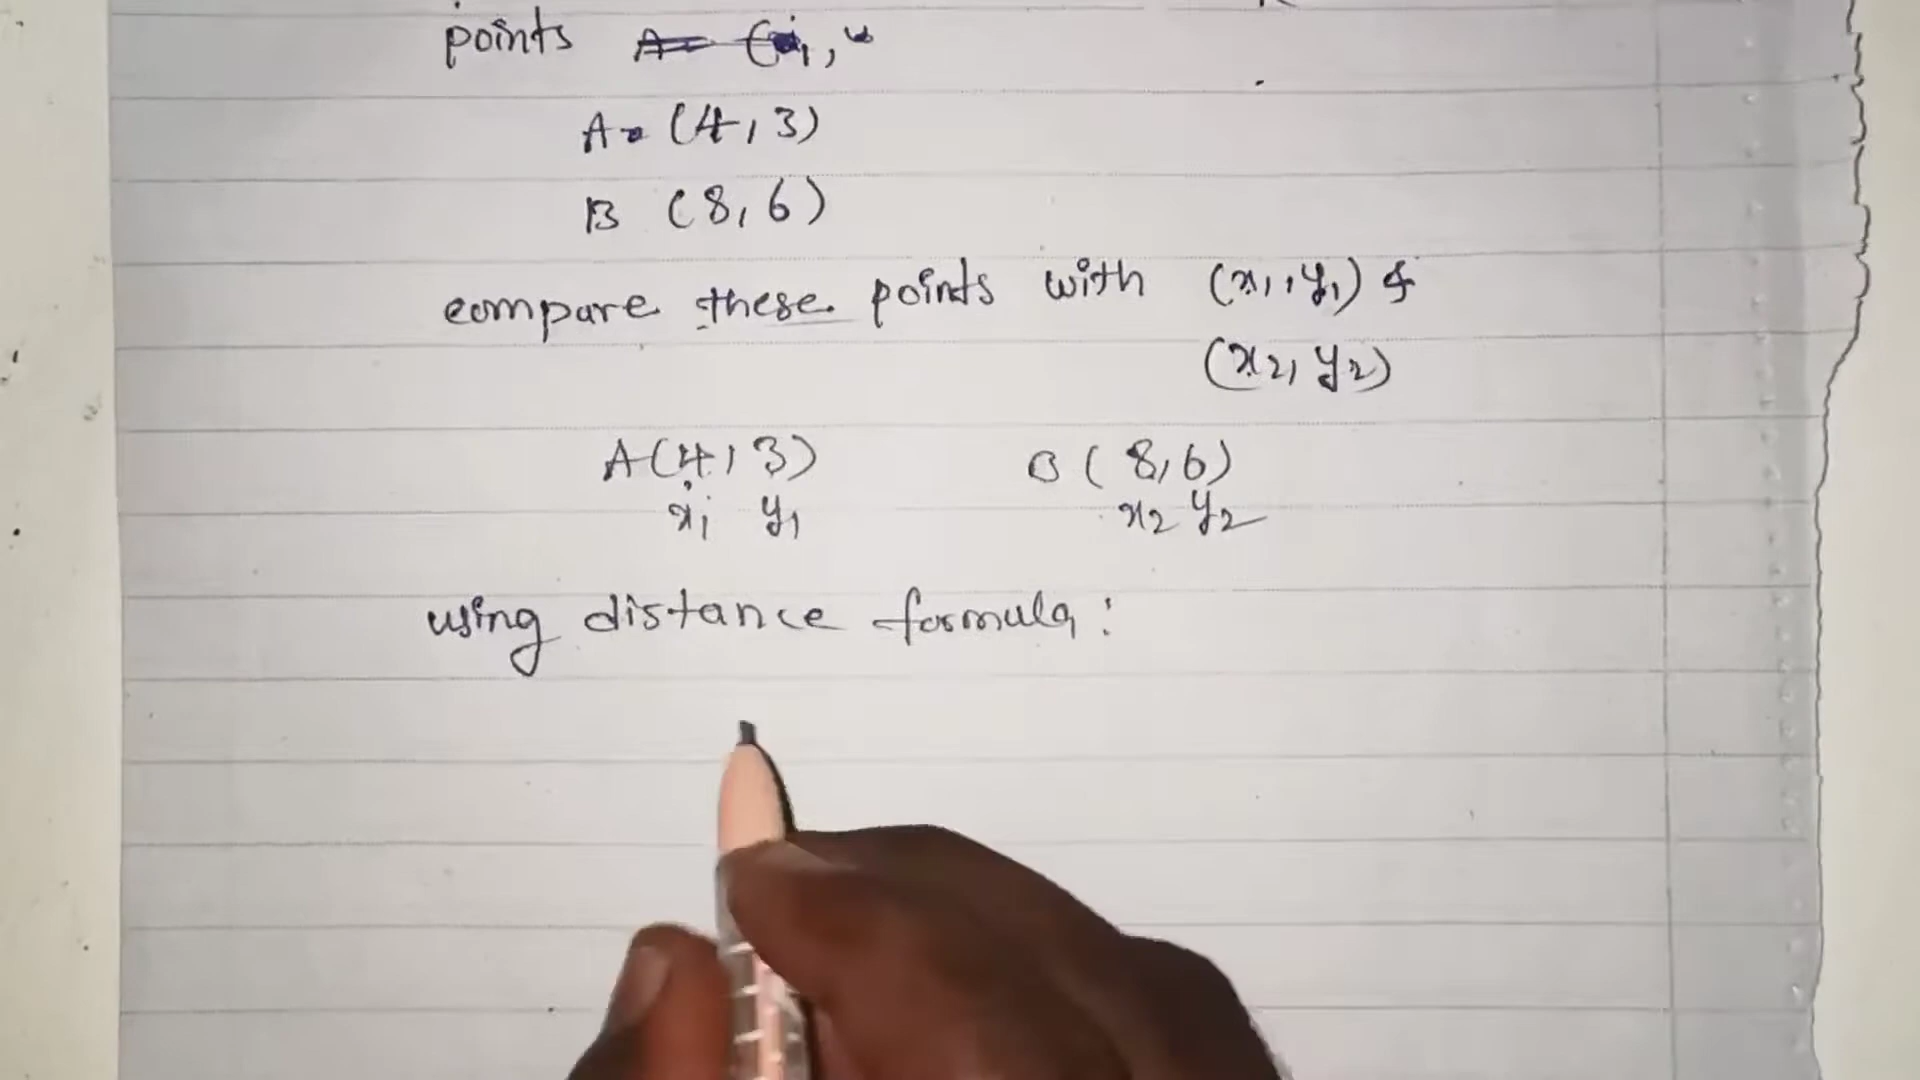 points
A= (4, 3)
B (8, 6)
compare these points with (x₁, y₁) &
(x₂, y₂)
A(4, 3) B (8, 6)
x₁ y₁ x₂ y₂
using distance formula: